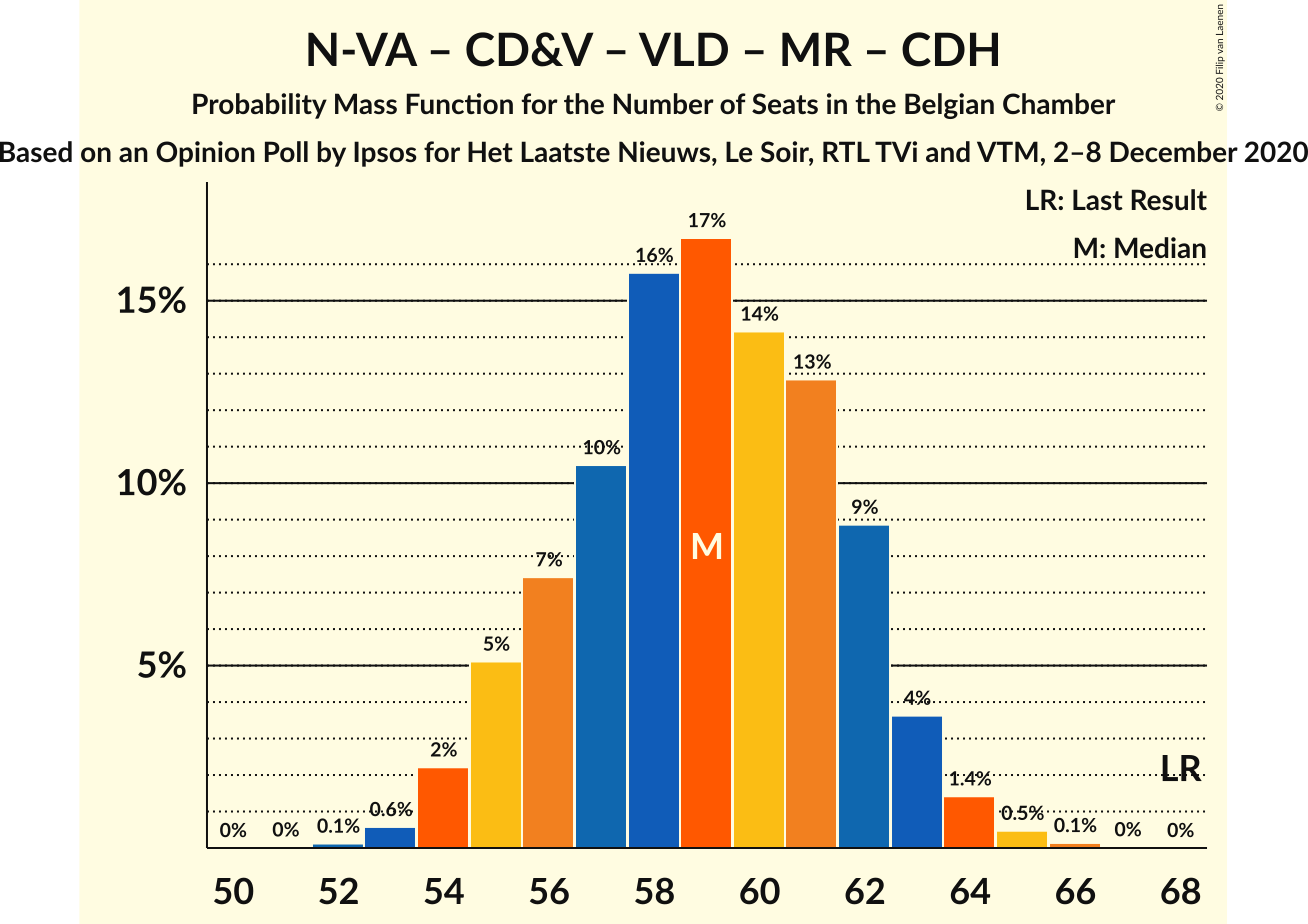 N-VA – CD&V – VLD – MR – CDH
© 2020 Filip van Laenen
Probability Mass Function for the Number of Seats in the Belgian Chamber
Based on an Opinion Poll by Ipsos for Het Laatste Nieuws, Le Soir, RTL TVi and VTM, 2–8 December 2020
LR: Last Result
M: Median
17%
16%
15%
14%
13%
10%
10%
9%
M
7%
5%
5%
4%
2%
LR
1.4%
0.6%
0.5%
0%
0%
0.1%
0.1%
0%
0%
50 52 54 56 58 60 62 64 66 68